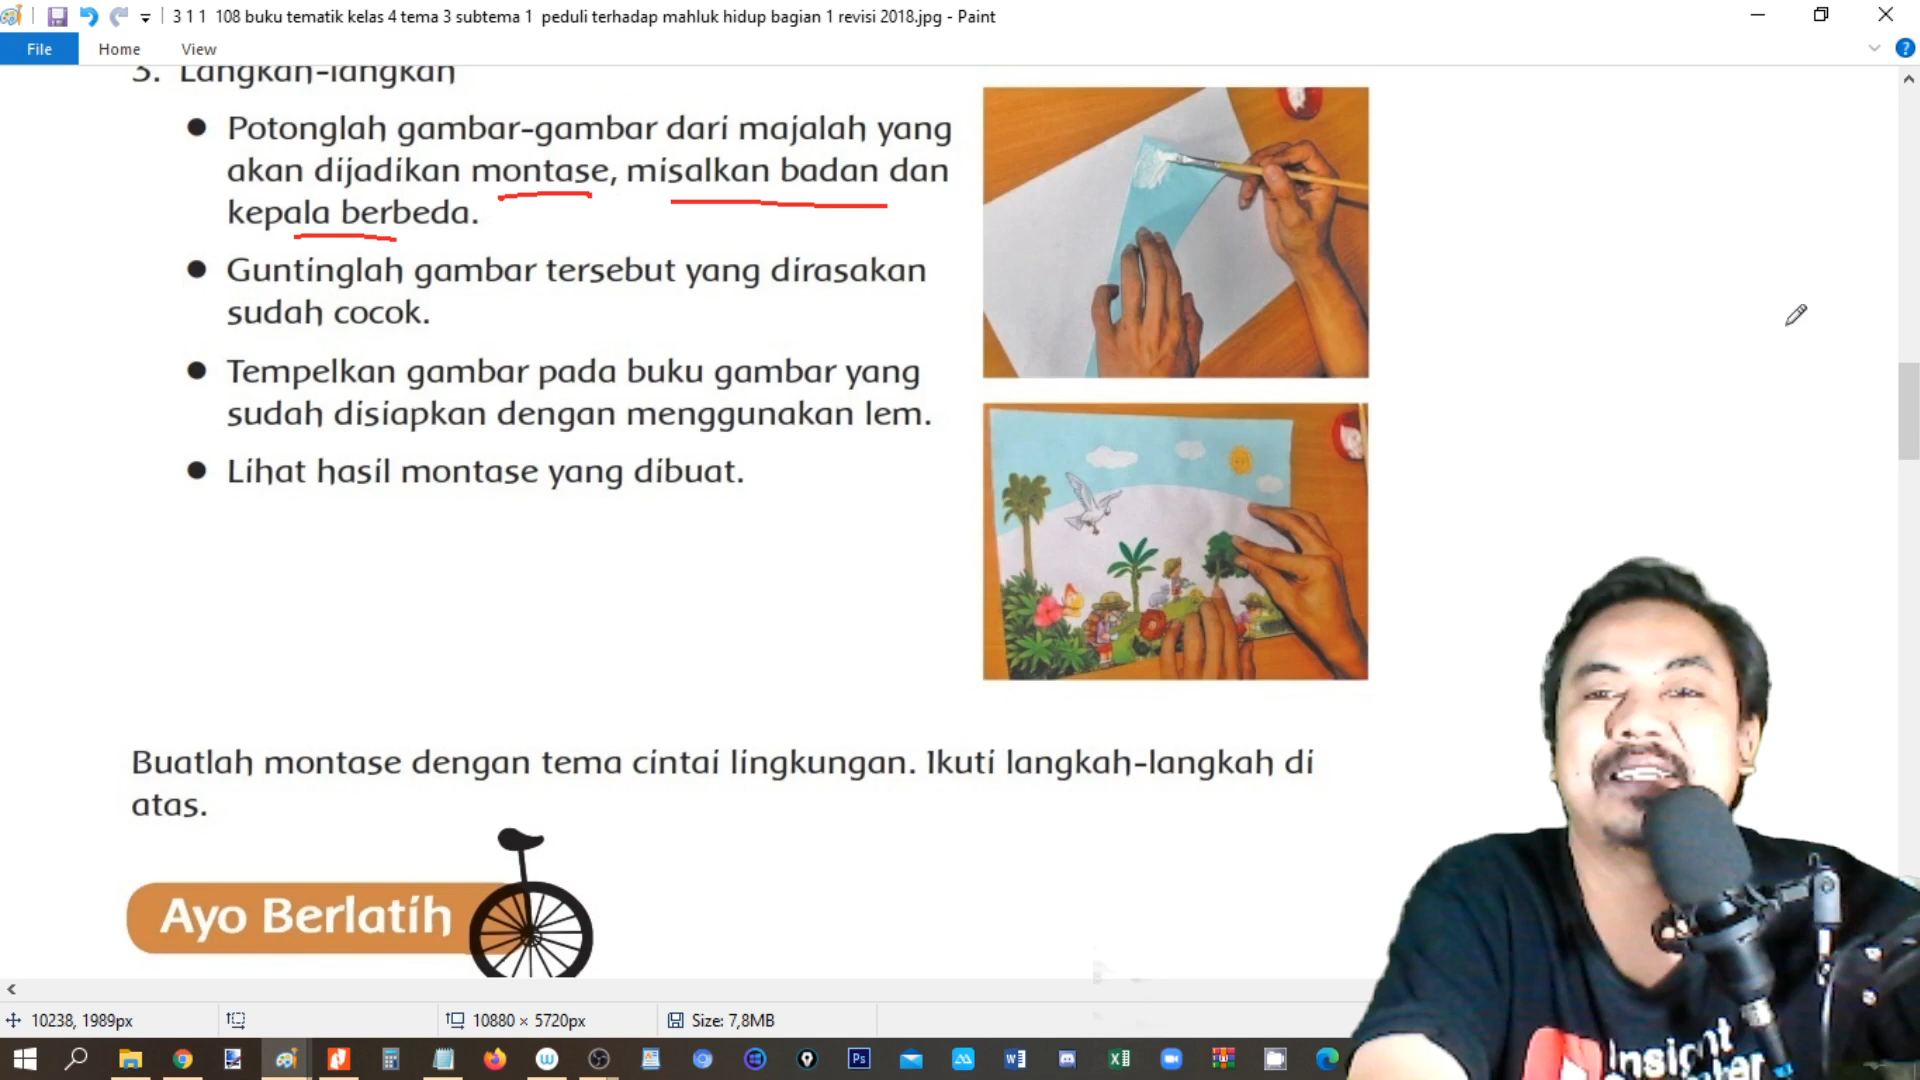 3 1 1 108 buku tematik kelas 4 tema 3 subtema 1 peduli terhadap mahluk hidup bagian 1 revisi 2018.jpg - Paint
File Home View
3. Langkah-langkah
● Potonglah gambar-gambar dari majalah yang
akan dijadikan montase, misalkan badan dan
kepala berbeda.
● Guntinglah gambar tersebut yang dirasakan
sudah cocok.
● Tempelkan gambar pada buku gambar yang
sudah disiapkan dengan menggunakan lem.
● Lihat hasil montase yang dibuat.
Buatlah montase dengan tema cintai lingkungan. Ikuti langkah-langkah di
atas.
Ayo Berlatih
10238, 1989px 10880 × 5720px Size: 7,8MB
Ps
Insight